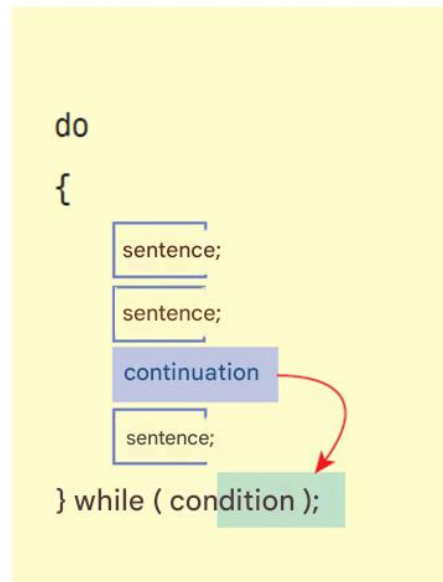 do
{
sentence;
sentence;
continuation
sentence;
} while ( condition );